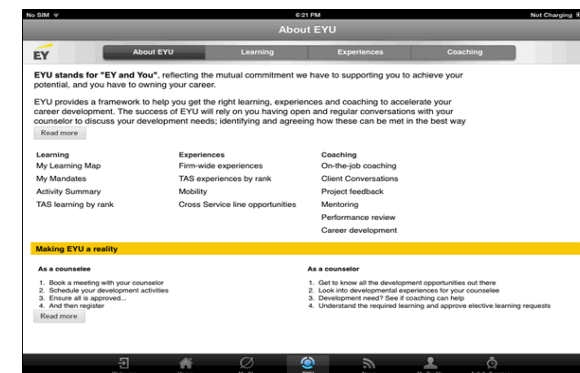 No SIM 6:21 PM Not Charging
About EYU
EY
About EYU Learning Experiences Coaching
EYU stands for "EY and You", reflecting the mutual commitment we have to supporting you to achieve your
potential, and you have to owning your career.
EYU provides a framework to help you get the right learning, experiences and coaching to accelerate your
career development. The success of EYU will rely on you having open and regular conversations with your
counselor to discuss your development needs; identifying and agreeing how these can be met in the best way
Read more
Learning
My Learning Map
My Mandates
Activity Summary
TAS learning by rank
Experiences
Firm-wide experiences
TAS experiences by rank
Mobility
Cross Service line opportunities
Coaching
On-the-job coaching
Client Conversations
Project feedback
Mentoring
Performance review
Career development
Making EYU a reality
As a counselee
1. Book a meeting with your counselor
2. Schedule your development activities
3. Ensure all is approved...
4. And then register
Read more
As a counselor
1. Get to know all the development opportunities out there
2. Look into developmental experiences for your counselee
3. Development need? See if coaching can help
4. Understand the required learning and approve elective learning requests